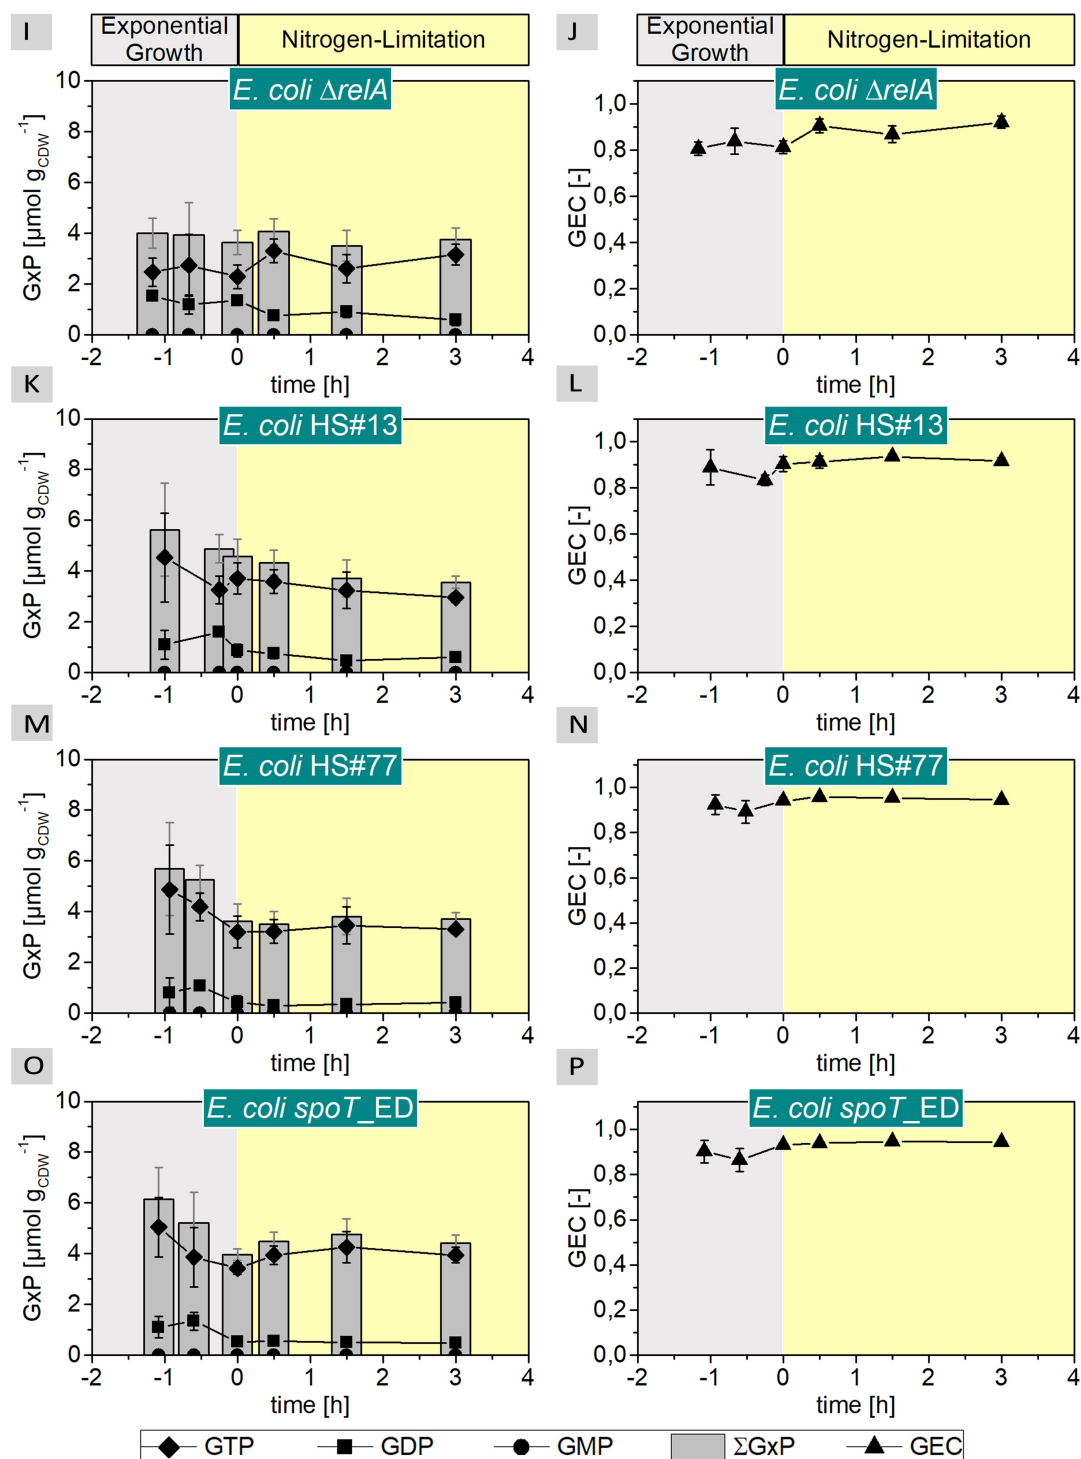 I
Exponential Growth
Nitrogen-Limitation
J
Exponential Growth
Nitrogen-Limitation
E. coli ΔrelA
GxP [µmol gCDW⁻¹]
10
8
6
4
2
0
-2 -1 0 1 2 3 4
time [h]
E. coli ΔrelA
GEC [-]
1,0
0,8
0,6
0,4
0,2
0,0
-2 -1 0 1 2 3 4
time [h]
K
E. coli HS#13
GxP [µmol gCDW⁻¹]
10
8
6
4
2
0
-2 -1 0 1 2 3 4
time [h]
L
E. coli HS#13
GEC [-]
1,0
0,8
0,6
0,4
0,2
0,0
-2 -1 0 1 2 3 4
time [h]
M
E. coli HS#77
GxP [µmol gCDW⁻¹]
10
8
6
4
2
0
-2 -1 0 1 2 3 4
time [h]
N
E. coli HS#77
GEC [-]
1,0
0,8
0,6
0,4
0,2
0,0
-2 -1 0 1 2 3 4
time [h]
O
E. coli spoT_ED
GxP [µmol gCDW⁻¹]
10
8
6
4
2
0
-2 -1 0 1 2 3 4
time [h]
P
E. coli spoT_ED
GEC [-]
1,0
0,8
0,6
0,4
0,2
0,0
-2 -1 0 1 2 3 4
time [h]
GTP GDP GMP ΣGxP GEC